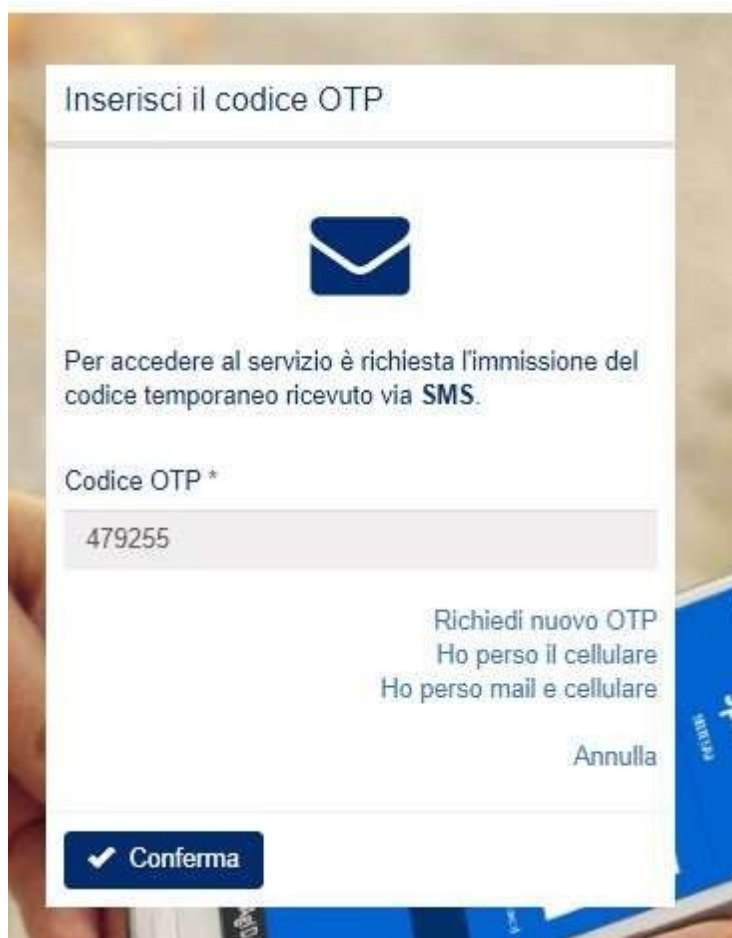 Inserisci il codice OTP
Per accedere al servizio è richiesta l'immissione del
codice temporaneo ricevuto via SMS.
Codice OTP *
479255
Richiedi nuovo OTP
Ho perso il cellulare
Ho perso mail e cellulare
Annulla
Conferma